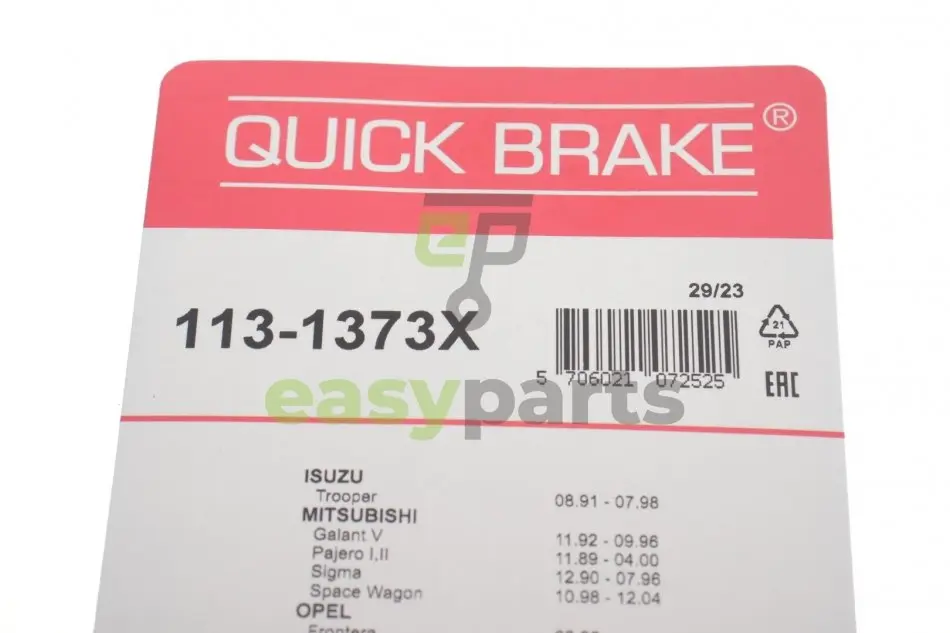 QUICK BRAKE®
ep
29/23
113-1373X
21
PAP
5 706021 072525
EAC
easyparts
ISUZU
Trooper 08.91 - 07.98
MITSUBISHI
Galant V 11.92 - 09.96
Pajero I,II 11.89 - 04.00
Sigma 12.90 - 07.96
Space Wagon 10.98 - 12.04
OPEL
Frontera